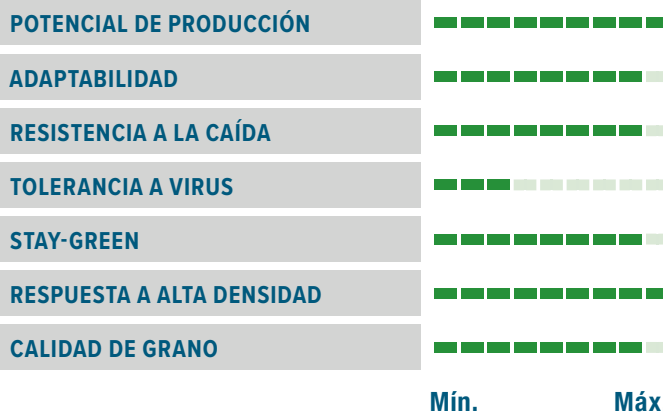 POTENCIAL DE PRODUCCIÓN
ADAPTABILIDAD
RESISTENCIA A LA CAÍDA
TOLERANCIA A VIRUS
STAY-GREEN
RESPUESTA A ALTA DENSIDAD
CALIDAD DE GRANO
Mín. Máx